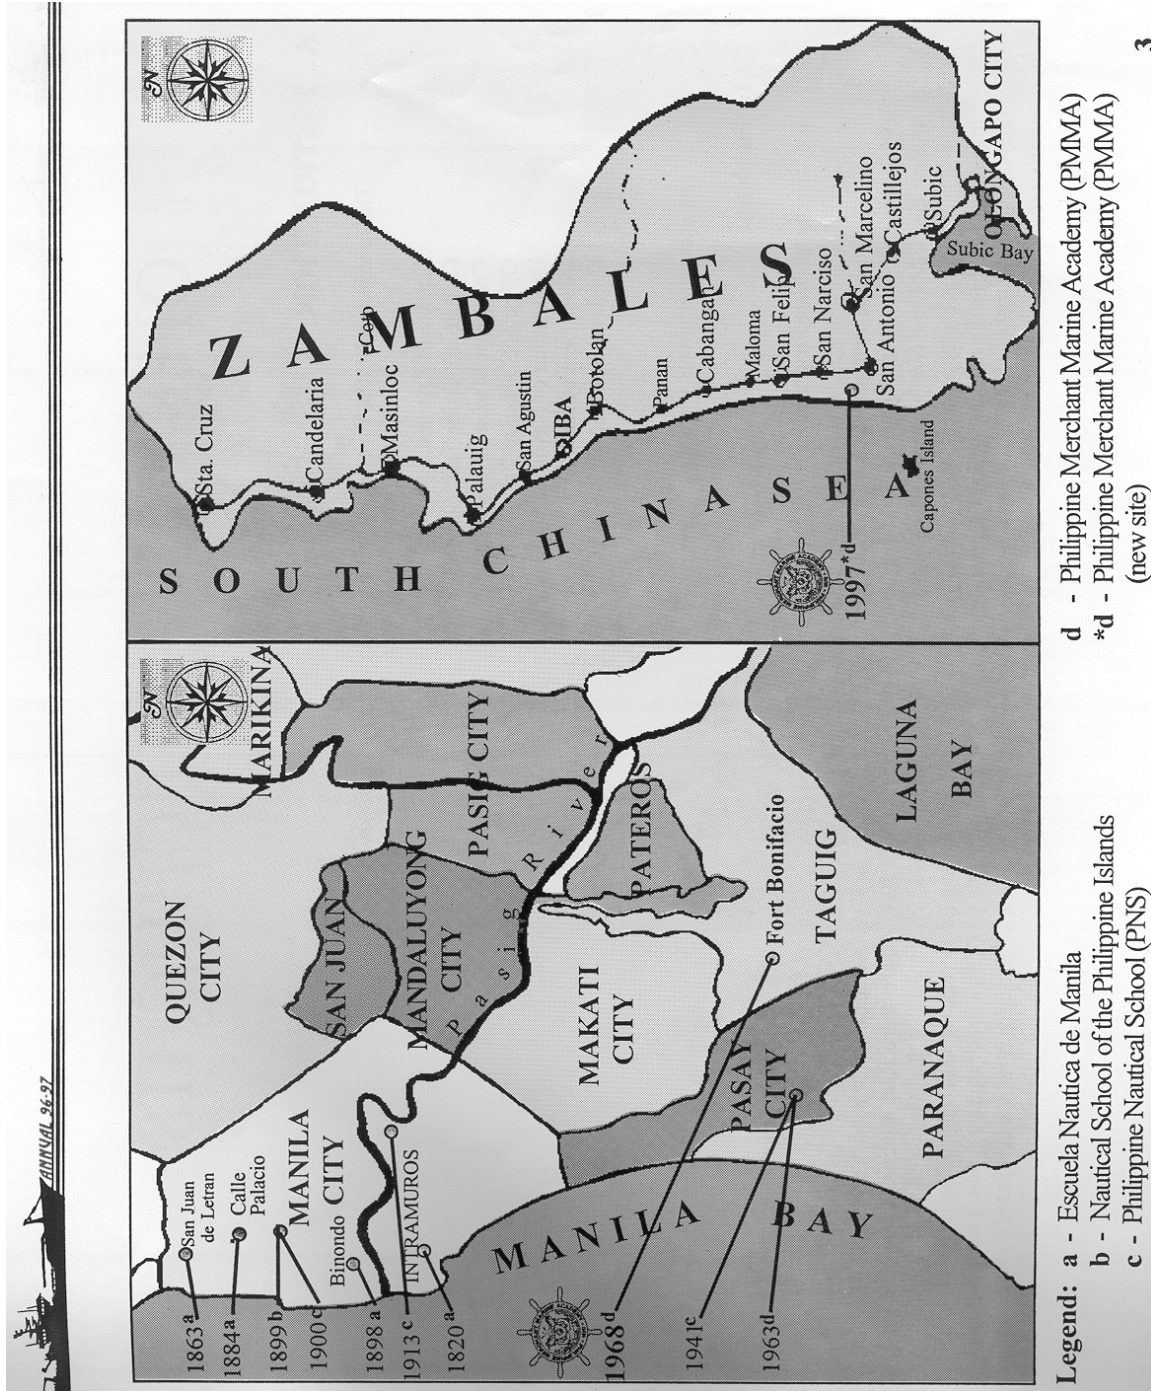 ANNUAL 96-97
N
QUEZON
CITY
MARIKINA
San Juan
de Letran
Calle
Palacio
MANILA
CITY
Binondo
INTRAMUROS
SAN JUAN
MANDALUYONG
CITY
PASIG CITY
Pasig River
MAKATI
CITY
PATEROS
PASAY
CITY
Fort Bonifacio
TAGUIG
PARANAQUE
LAGUNA
BAY
MANILA BAY
1863a
1884a
1899b
1900c
1898a
1913c
1820a
1968d
1941c
1963d
N
ZAMBALES
SOUTH CHINA SEA
Sta. Cruz
Candelaria
Coto
Masinloc
Palauig
San Agustin
IBA
Botolan
Panan
Cabangan
Maloma
San Felip
San Narciso
San Antonio
San Marcelino
Castillejos
Subic
OLONGAPO CITY
Subic Bay
Capones Island
1997*d
Legend: a - Escuela Nautica de Manila
b - Nautical School of the Philippine Islands
c - Philippine Nautical School (PNS)
d - Philippine Merchant Marine Academy (PMMA)
*d - Philippine Merchant Marine Academy (PMMA)
(new site)
3